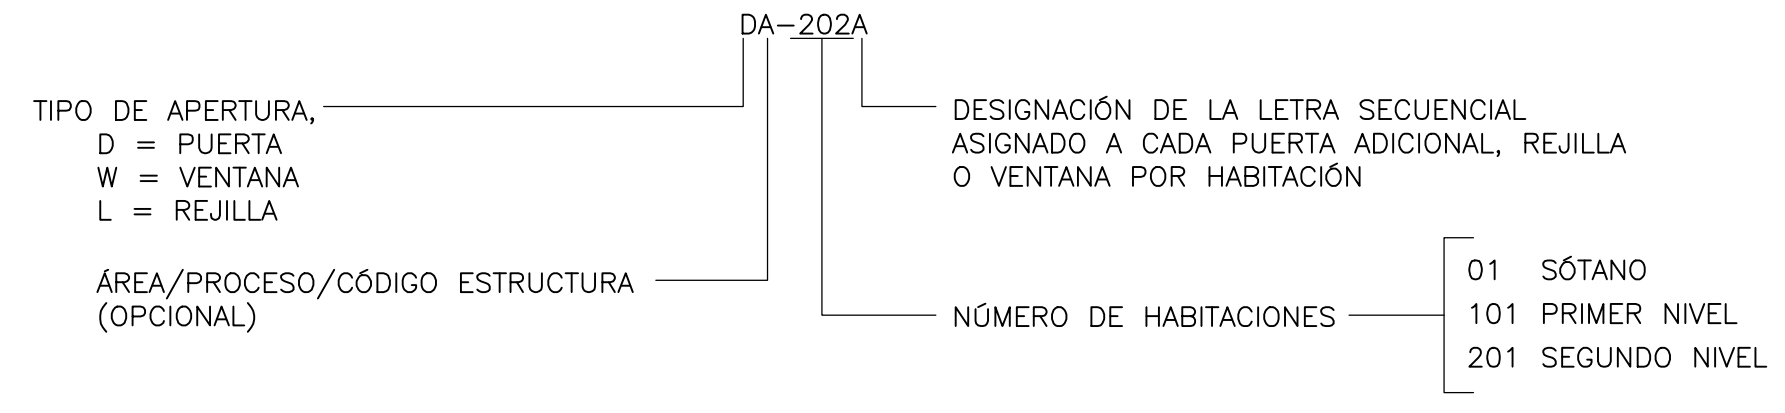 DA-202A
TIPO DE APERTURA,
D = PUERTA
W = VENTANA
L = REJILLA
ÁREA/PROCESO/CÓDIGO ESTRUCTURA
(OPCIONAL)
DESIGNACIÓN DE LA LETRA SECUENCIAL
ASIGNADO A CADA PUERTA ADICIONAL, REJILLA
O VENTANA POR HABITACIÓN
NÚMERO DE HABITACIONES
01 SÓTANO
101 PRIMER NIVEL
201 SEGUNDO NIVEL